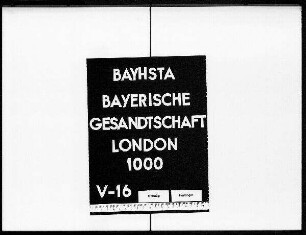 BAYHSTA
BAYERISCHE
GESANDTSCHAFT
LONDON
1000
V-16